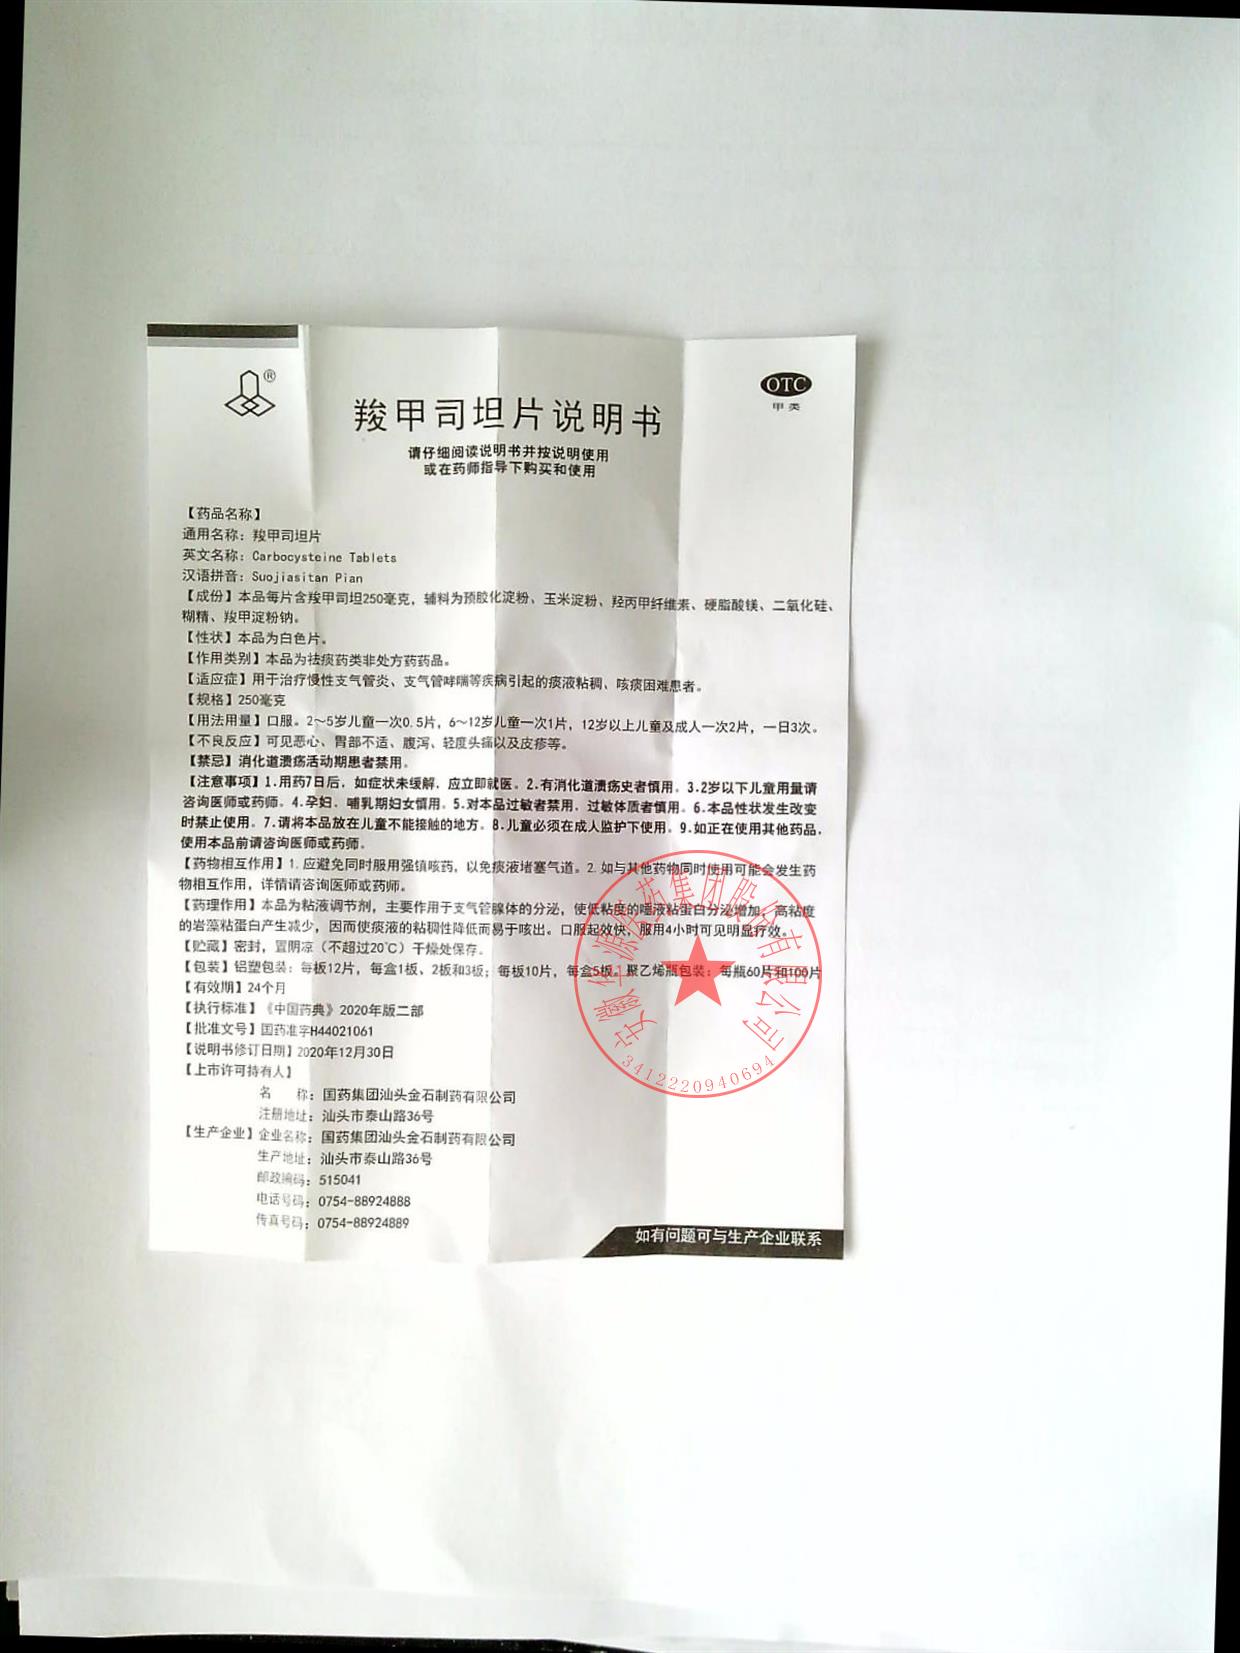 ®
OTC
甲类
羧甲司坦片说明书
请仔细阅读说明书并按说明使用
或在药师指导下购买和使用
【药品名称】
通用名称：羧甲司坦片
英文名称：Carbocysteine Tablets
汉语拼音：Suojiasitan Pian
【成份】本品每片含羧甲司坦250毫克，辅料为预胶化淀粉、玉米淀粉、羟丙甲纤维素、硬脂酸镁、二氧化硅、
糊精、羧甲淀粉钠。
【性状】本品为白色片。
【作用类别】本品为祛痰药类非处方药药品。
【适应症】用于治疗慢性支气管炎、支气管哮喘等疾病引起的痰液粘稠、咳痰困难患者。
【规格】250毫克
【用法用量】口服。2～5岁儿童一次0.5片，6～12岁儿童一次1片，12岁以上儿童及成人一次2片，一日3次。
【不良反应】可见恶心、胃部不适、腹泻、轻度头痛以及皮疹等。
【禁忌】消化道溃疡活动期患者禁用。
【注意事项】1.用药7日后，如症状未缓解，应立即就医。2.有消化道溃疡史者慎用。3.2岁以下儿童用量请
咨询医师或药师。4.孕妇、哺乳期妇女慎用。5.对本品过敏者禁用，过敏体质者慎用。6.本品性状发生改变
时禁止使用。7.请将本品放在儿童不能接触的地方。8.儿童必须在成人监护下使用。9.如正在使用其他药品，
使用本品前请咨询医师或药师。
【药物相互作用】1.应避免同时服用强镇咳药，以免痰液堵塞气道。2.如与其他药物同时使用可能会发生药
物相互作用，详情请咨询医师或药师。
【药理作用】本品为粘液调节剂，主要作用于支气管腺体的分泌，使低粘度的唾液粘蛋白分泌增加，高粘度
的岩藻粘蛋白产生减少，因而使痰液的粘稠性降低而易于咳出。口服起效快，服用4小时可见明显疗效。
【贮藏】密封，置阴凉（不超过20℃）干燥处保存。
【包装】铝塑包装：每板12片，每盒1板、2板和3板；每板10片，每盒5板。聚乙烯瓶包装：每瓶60片和100片
【有效期】24个月
【执行标准】《中国药典》2020年版二部
【批准文号】国药准字H44021061
【说明书修订日期】2020年12月30日
【上市许可持有人】
名 称：国药集团汕头金石制药有限公司
注册地址：汕头市泰山路36号
【生产企业】企业名称：国药集团汕头金石制药有限公司
生产地址：汕头市泰山路36号
邮政编码：515041
电话号码：0754-88924888
传真号码：0754-88924889
如有问题可与生产企业联系
安徽华源医药集团股份有限公司
3412220940694